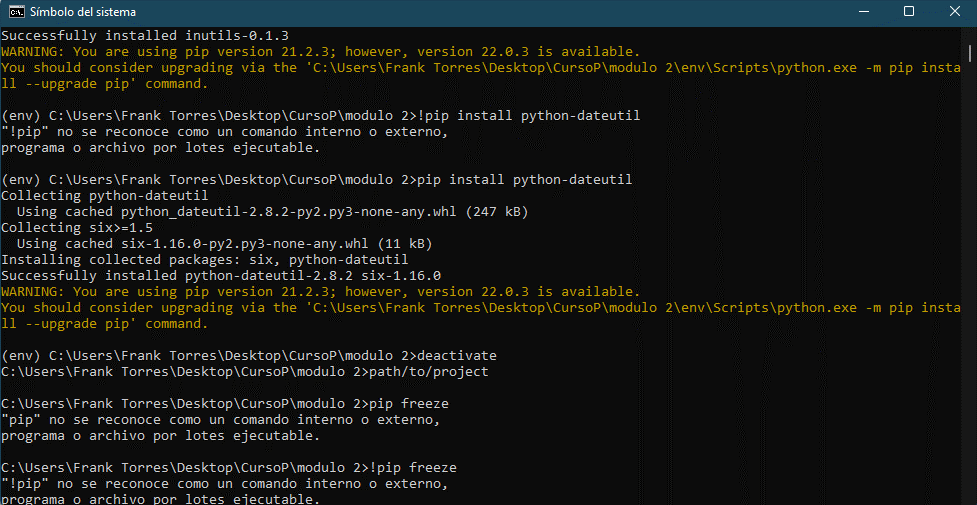 Símbolo del sistema
Successfully installed inutils-0.1.3
WARNING: You are using pip version 21.2.3; however, version 22.0.3 is available.
You should consider upgrading via the 'C:\Users\Frank Torres\Desktop\CursoP\modulo 2\env\Scripts\python.exe -m pip insta
ll --upgrade pip' command.
(env) C:\Users\Frank Torres\Desktop\CursoP\modulo 2>!pip install python-dateutil
"!pip" no se reconoce como un comando interno o externo,
programa o archivo por lotes ejecutable.
(env) C:\Users\Frank Torres\Desktop\CursoP\modulo 2>pip install python-dateutil
Collecting python-dateutil
Using cached python_dateutil-2.8.2-py2.py3-none-any.whl (247 kB)
Collecting six>=1.5
Using cached six-1.16.0-py2.py3-none-any.whl (11 kB)
Installing collected packages: six, python-dateutil
Successfully installed python-dateutil-2.8.2 six-1.16.0
WARNING: You are using pip version 21.2.3; however, version 22.0.3 is available.
You should consider upgrading via the 'C:\Users\Frank Torres\Desktop\CursoP\modulo 2\env\Scripts\python.exe -m pip insta
ll --upgrade pip' command.
(env) C:\Users\Frank Torres\Desktop\CursoP\modulo 2>deactivate
C:\Users\Frank Torres\Desktop\CursoP\modulo 2>path/to/project
C:\Users\Frank Torres\Desktop\CursoP\modulo 2>pip freeze
"pip" no se reconoce como un comando interno o externo,
programa o archivo por lotes ejecutable.
C:\Users\Frank Torres\Desktop\CursoP\modulo 2>!pip freeze
"!pip" no se reconoce como un comando interno o externo,
programa o archivo por lotes ejecutable.